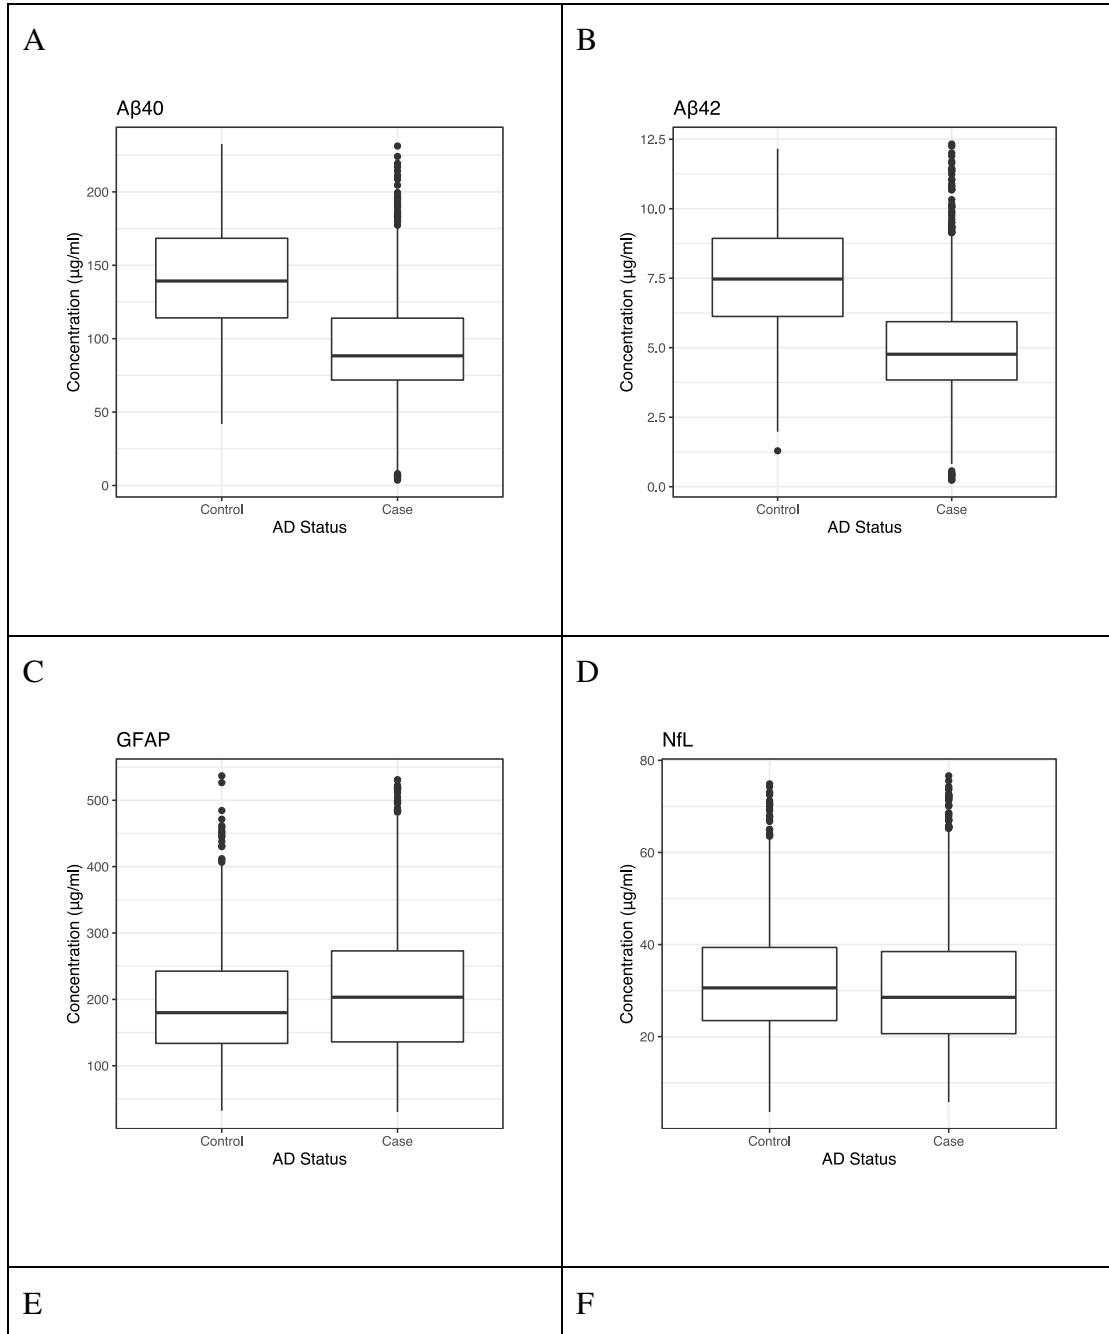 A
Aβ40
Concentration (µg/ml)
200
150
100
50
0
Control
Case
AD Status
B
Aβ42
Concentration (µg/ml)
12.5
10.0
7.5
5.0
2.5
0.0
Control
Case
AD Status
C
GFAP
Concentration (µg/ml)
500
400
300
200
100
Control
Case
AD Status
D
NfL
Concentration (µg/ml)
80
60
40
20
Control
Case
AD Status
E
F